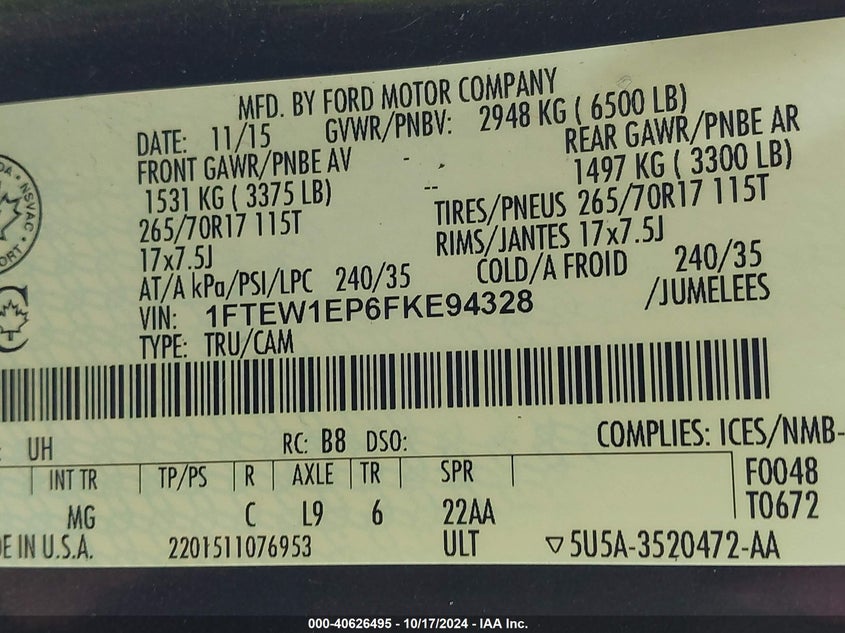 MFD. BY FORD MOTOR COMPANY
DATE: 11/15 GVWR/PNBV: 2948 KG ( 6500 LB)
FRONT GAWR/PNBE AV REAR GAWR/PNBE AR
1531 KG ( 3375 LB) -- 1497 KG ( 3300 LB)
265/70R17 115T TIRES/PNEUS 265/70R17 115T
17x7.5J RIMS/JANTES 17x7.5J
AT/A kPa/PSI/LPC 240/35 COLD/A FROID 240/35
VIN: 1FTEW1EP6FKE94328 /JUMELEES
TYPE: TRU/CAM
: UH RC: B8 DSO: COMPLIES: ICES/NMB-
INT TR TP/PS R AXLE TR SPR F0048
MG C L9 6 22AA T0672
DE IN U.S.A. 2201511076953 ULT ▽5U5A-3520472-AA
NSVAC
ORT
T
000-40626495 - 10/17/2024 - IAA Inc.